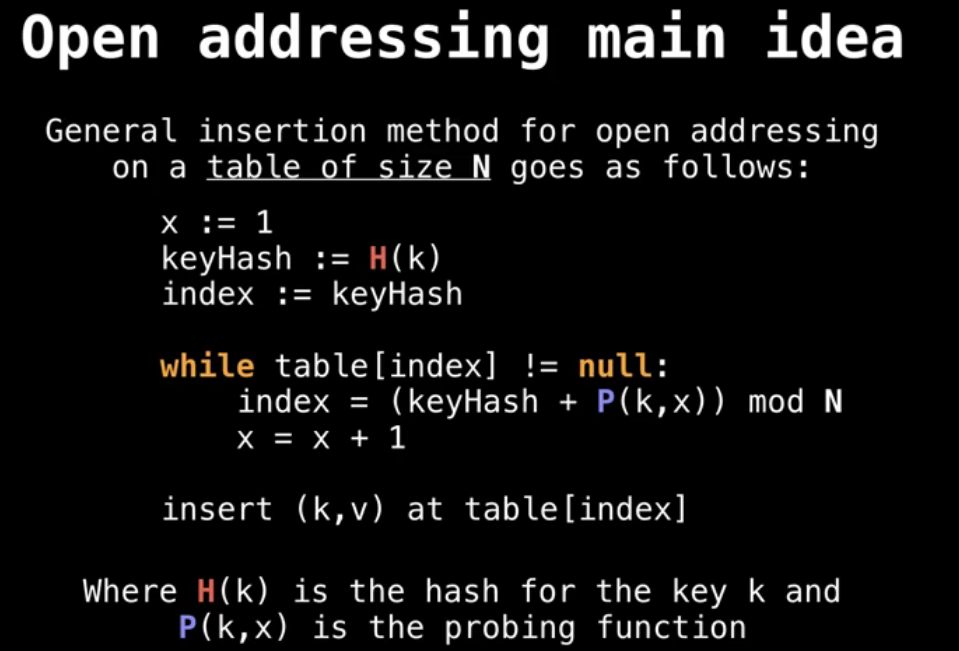 Open addressing main idea
General insertion method for open addressing
on a table of size N goes as follows:
x := 1
keyHash := H(k)
index := keyHash
while table[index] != null:
index = (keyHash + P(k,x)) mod N
x = x + 1
insert (k,v) at table[index]
Where H(k) is the hash for the key k and
P(k,x) is the probing function